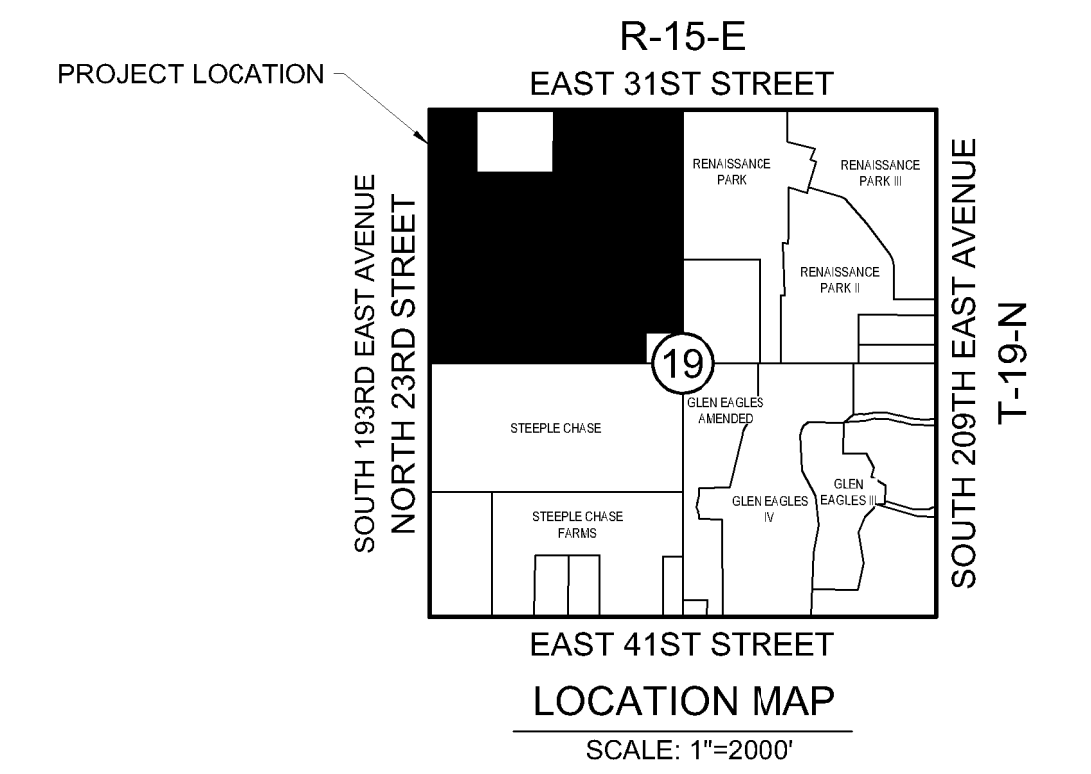 R-15-E
EAST 31ST STREET
PROJECT LOCATION
RENAISSANCE
PARK
RENAISSANCE
PARK III
RENAISSANCE
PARK II
SOUTH 193RD EAST AVENUE
NORTH 23RD STREET
SOUTH 209TH EAST AVENUE
T-19-N
19
GLEN EAGLES
AMENDED
STEEPLE CHASE
GLEN
EAGLES III
GLEN EAGLES
IV
STEEPLE CHASE
FARMS
EAST 41ST STREET
LOCATION MAP
SCALE: 1"=2000'